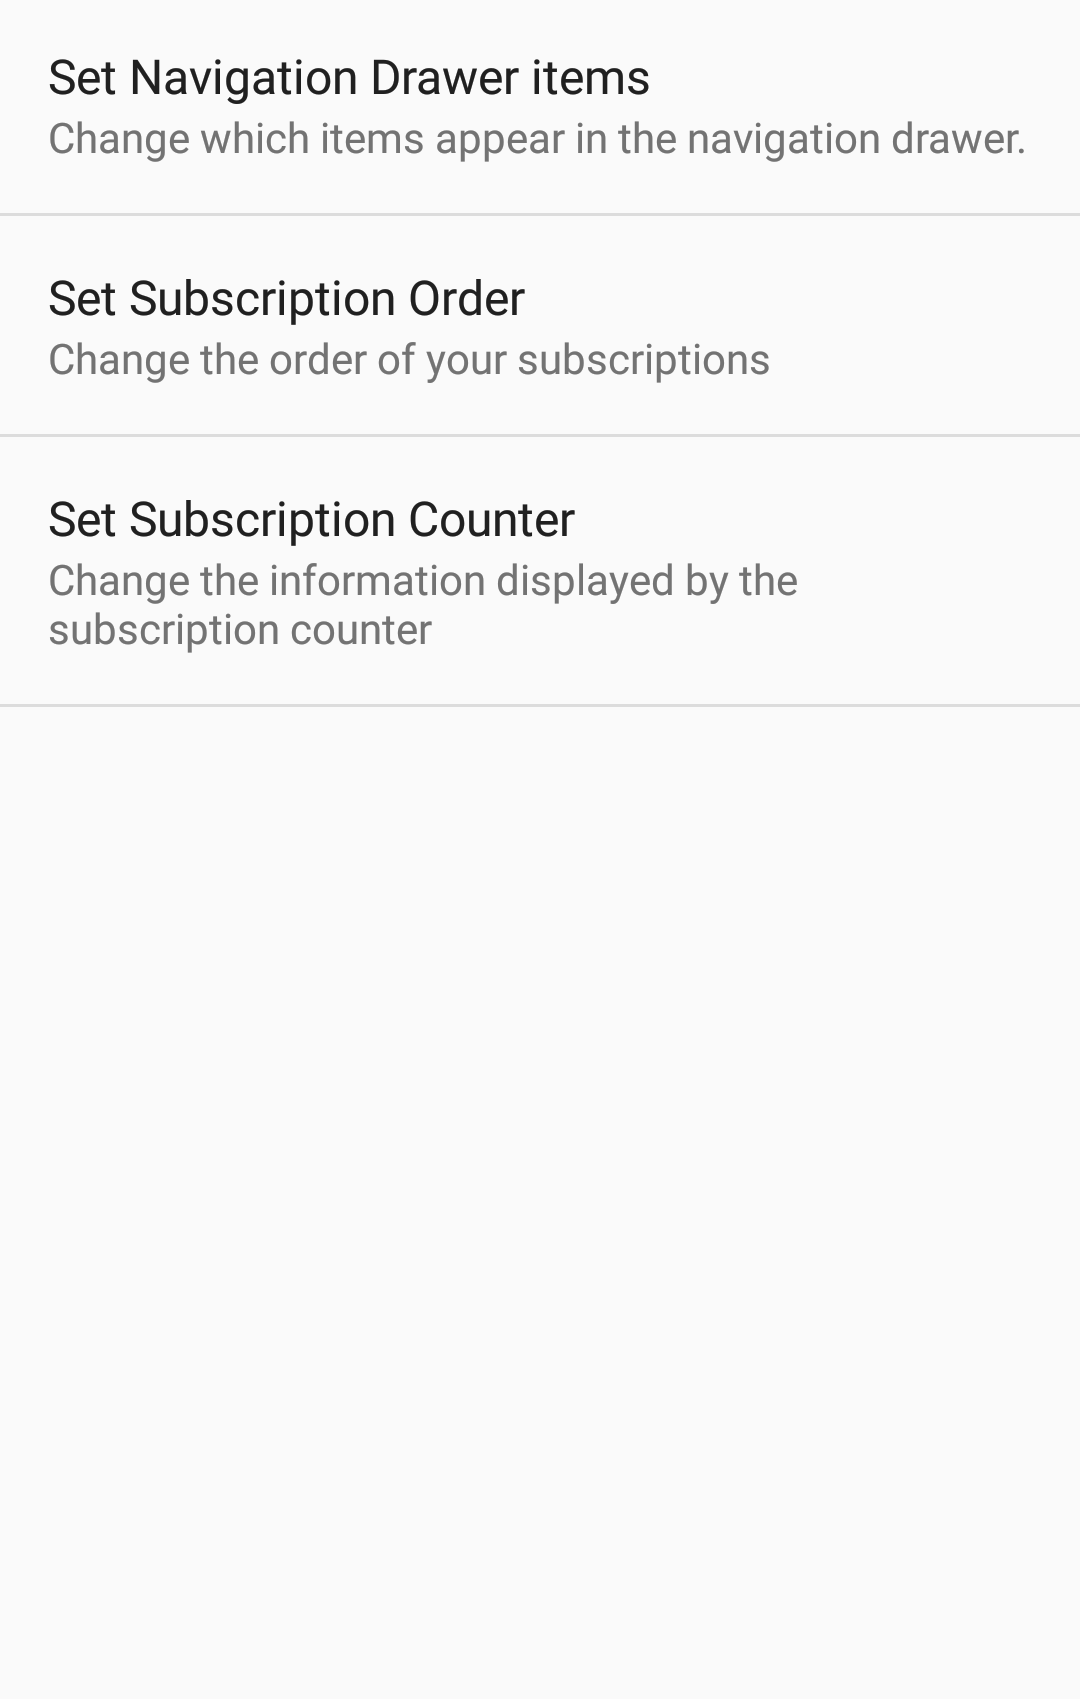 Set Navigation Drawer items
Change which items appear in the navigation drawer.
Set Subscription Order
Change the order of your subscriptions
Set Subscription Counter
Change the information displayed by the
subscription counter